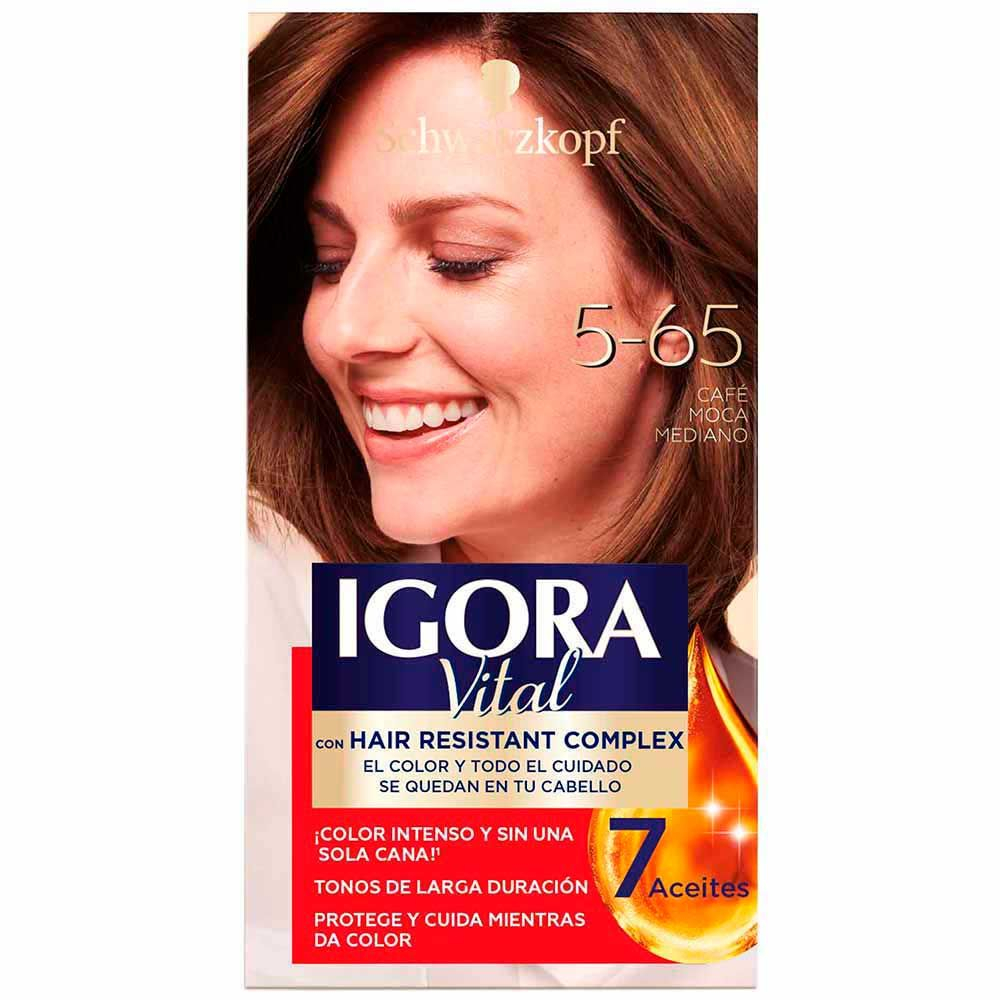 Schwarzkopf
5-65
CAFÉ
MOCA
MEDIANO
IGORA
Vital
CON HAIR RESISTANT COMPLEX
EL COLOR Y TODO EL CUIDADO
SE QUEDAN EN TU CABELLO
¡COLOR INTENSO Y SIN UNA
SOLA CANA!¹
TONOS DE LARGA DURACIÓN
PROTEGE Y CUIDA MIENTRAS
DA COLOR
7 Aceites